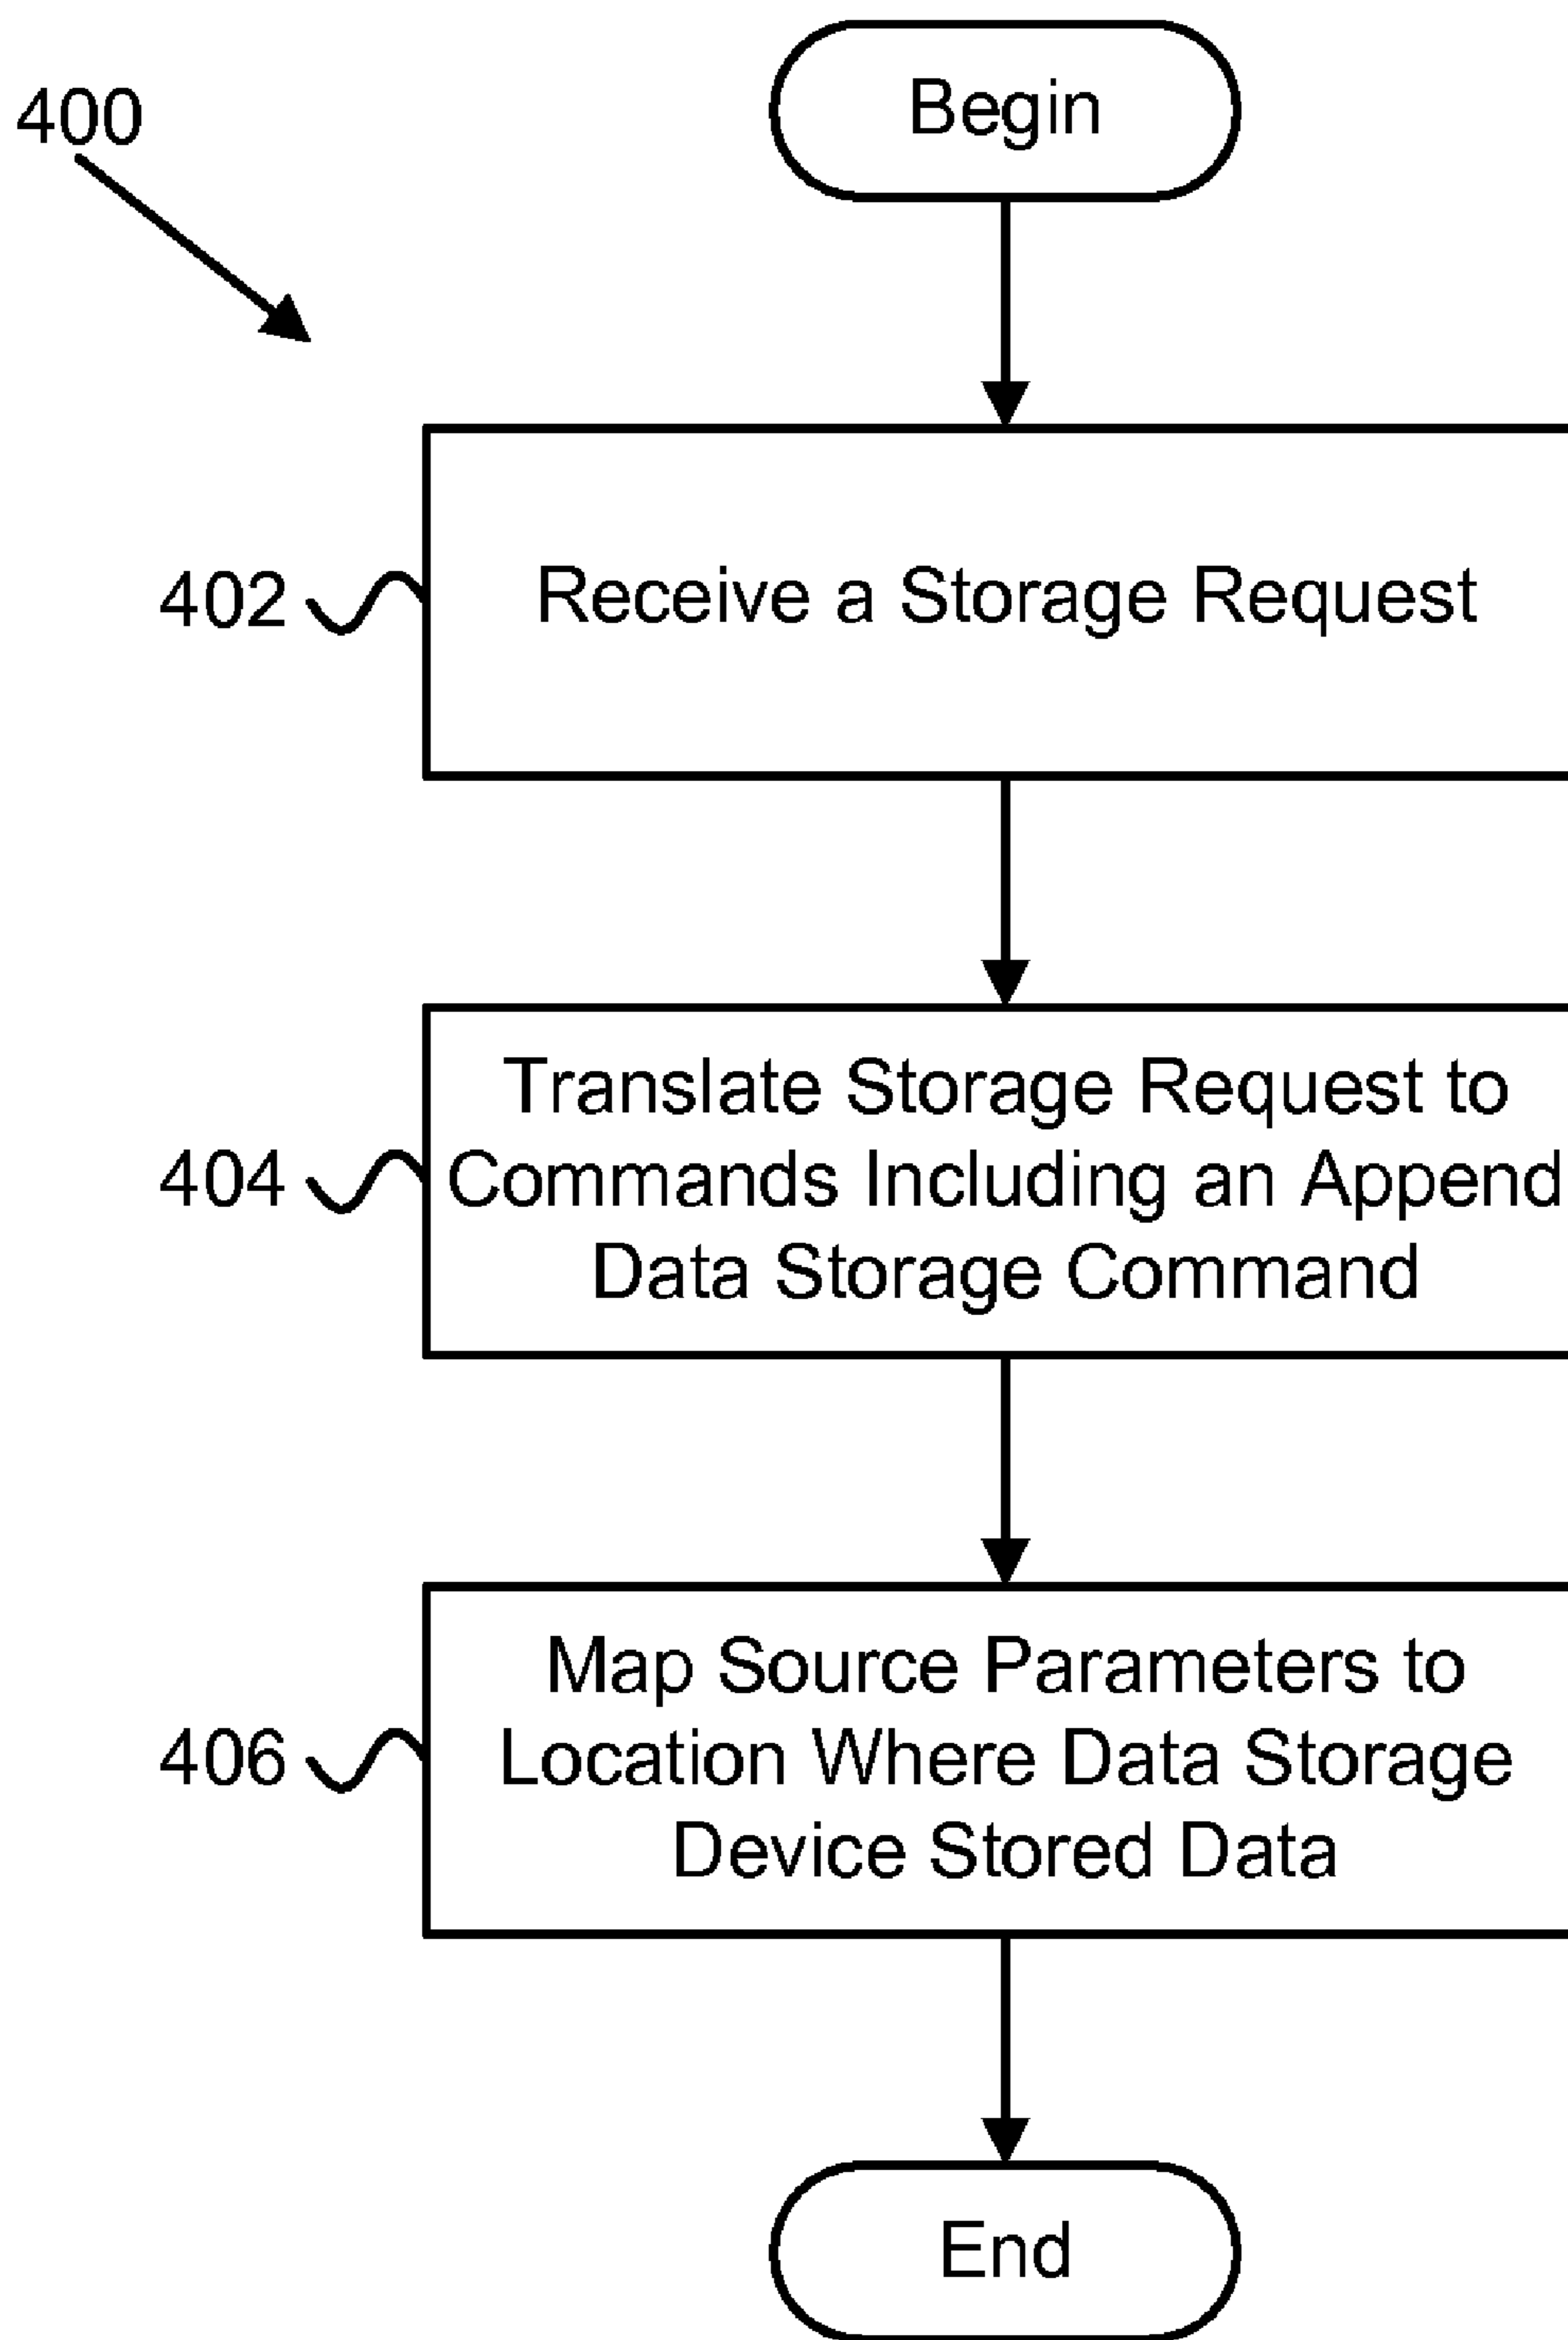 Begin
400
402
Receive a Storage Request
Translate Storage Request to
404
Commands Including an Append
Data Storage Command
Map Source Parameters to
406
Location Where Data Storage
Device Stored Data
End